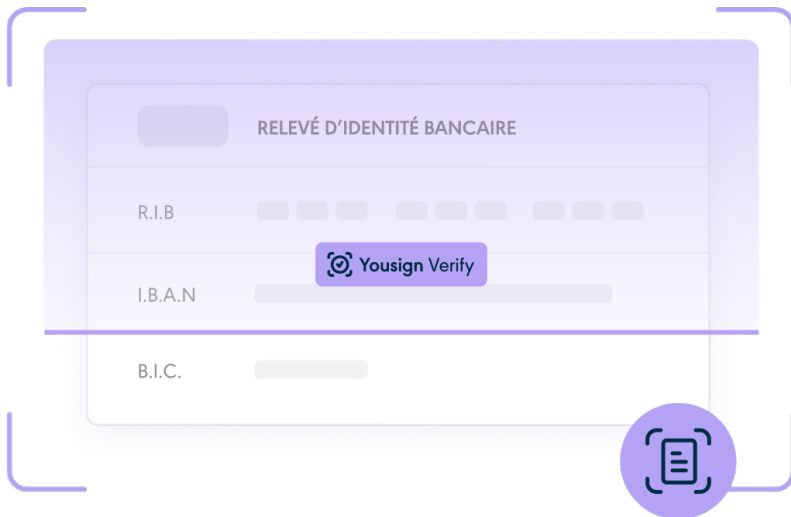 RELEVÉ D'IDENTITÉ BANCAIRE
R.I.B
Yousign Verify
I.B.A.N
B.I.C.